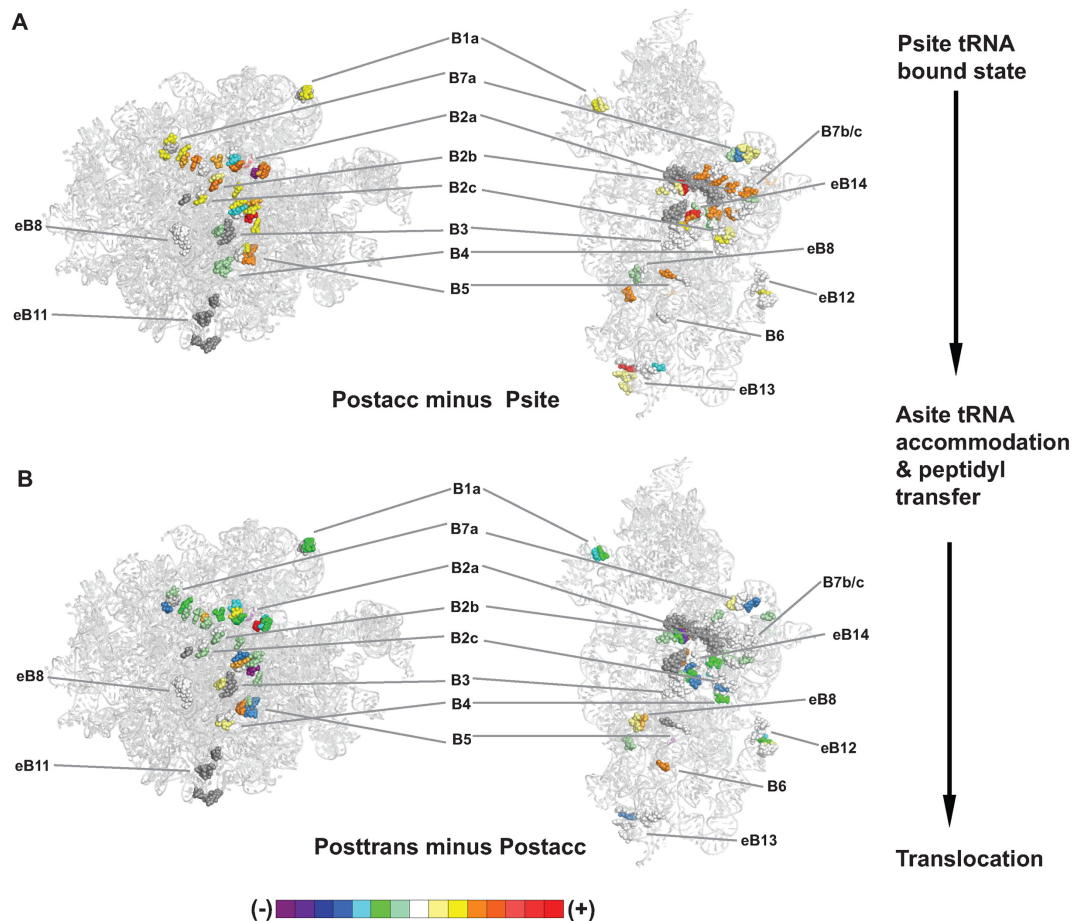 A
B1a
Psite tRNA
bound state
B7a
B2a
B7b/c
B2b
eB14
B2c
eB8
B3
eB8
B4
eB12
B5
eB11
B6
eB13
Postacc minus Psite
Asite tRNA
accommodation
& peptidyl
transfer
B
B1a
B7a
B7b/c
B2a
B2b
eB14
B2c
eB8
B3
eB8
B4
B5
eB12
eB11
B6
eB13
Posttrans minus Postacc
Translocation
(-) (+)